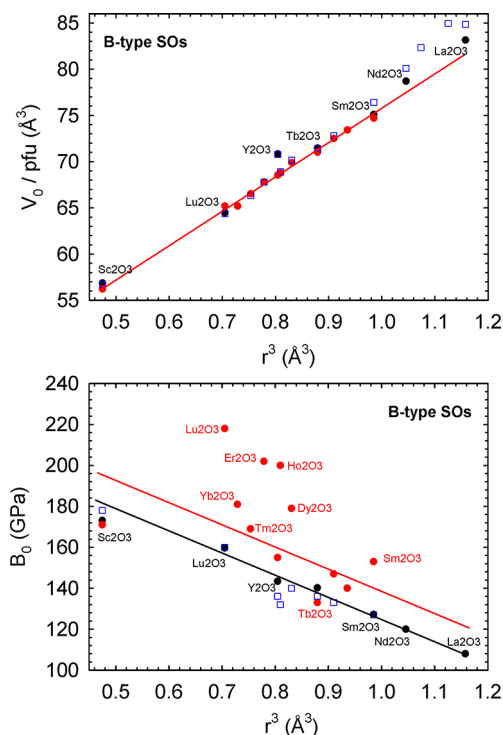 B-type SOs
85
80
75
70
65
60
55
V0 / pfu (Å3)
La2O3
Nd2O3
Sm2O3
Tb2O3
Y2O3
Lu2O3
Sc2O3
0.5 0.6 0.7 0.8 0.9 1.0 1.1 1.2
r3 (Å3)
B-type SOs
220
200
180
160
140
120
100
B0 (GPa)
Lu2O3
Er2O3
Ho2O3
Yb2O3
Dy2O3
Tm2O3
Sc2O3
Lu2O3
Sm2O3
Y2O3
Tb2O3
Sm2O3
Nd2O3
La2O3
0.5 0.6 0.7 0.8 0.9 1.0 1.1 1.2
r3 (Å3)